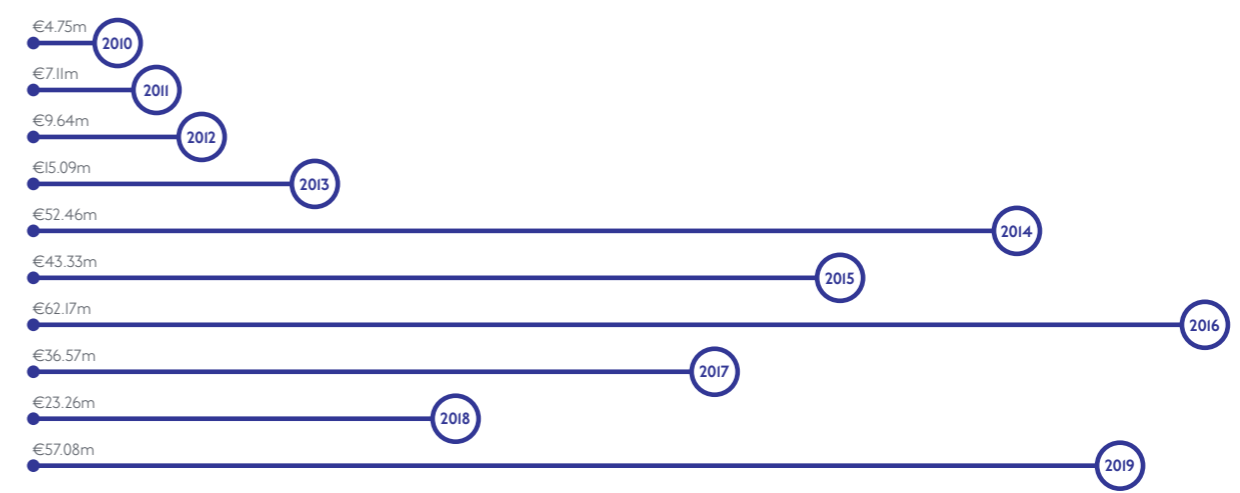 €4.75m
2010
€7.11m
2011
€9.64m
2012
€15.09m
2013
€52.46m
2014
€43.33m
2015
€62.17m
2016
€36.57m
2017
€23.26m
2018
€57.08m
2019